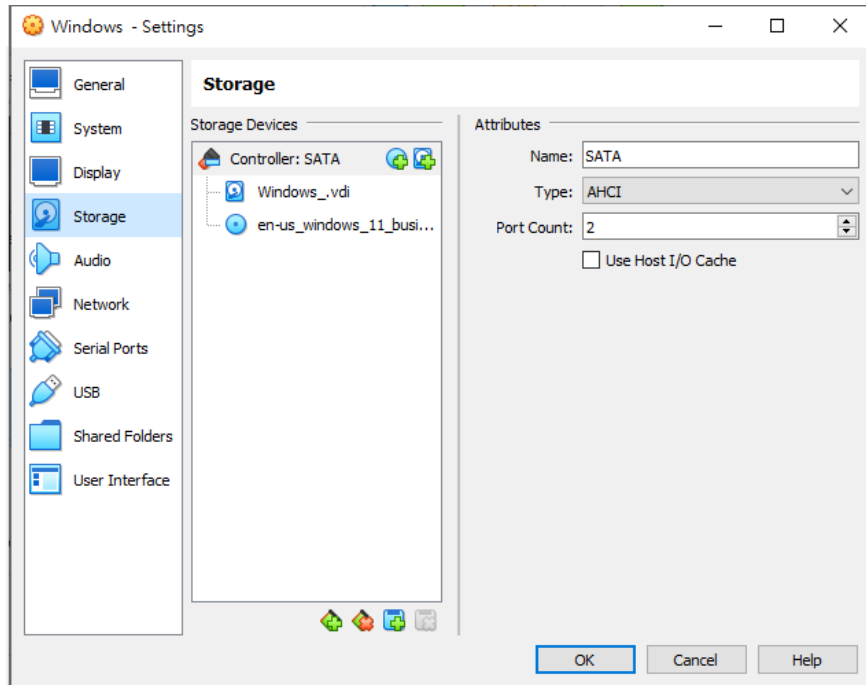 Windows - Settings
General
System
Display
Storage
Audio
Network
Serial Ports
USB
Shared Folders
User Interface
Storage
Storage Devices
Controller: SATA
Windows_.vdi
en-us_windows_11_busi...
Attributes
Name: SATA
Type: AHCI
Port Count: 2
Use Host I/O Cache
OK
Cancel
Help